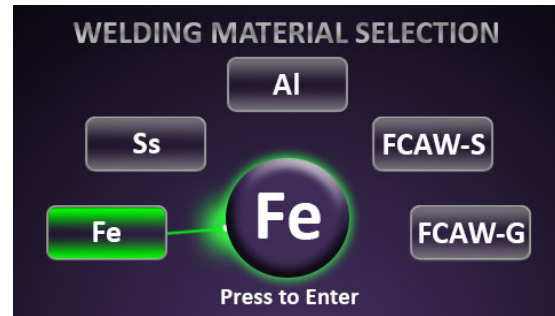 WELDING MATERIAL SELECTION
Al
Ss
FCAW-S
Fe
Fe
FCAW-G
Press to Enter